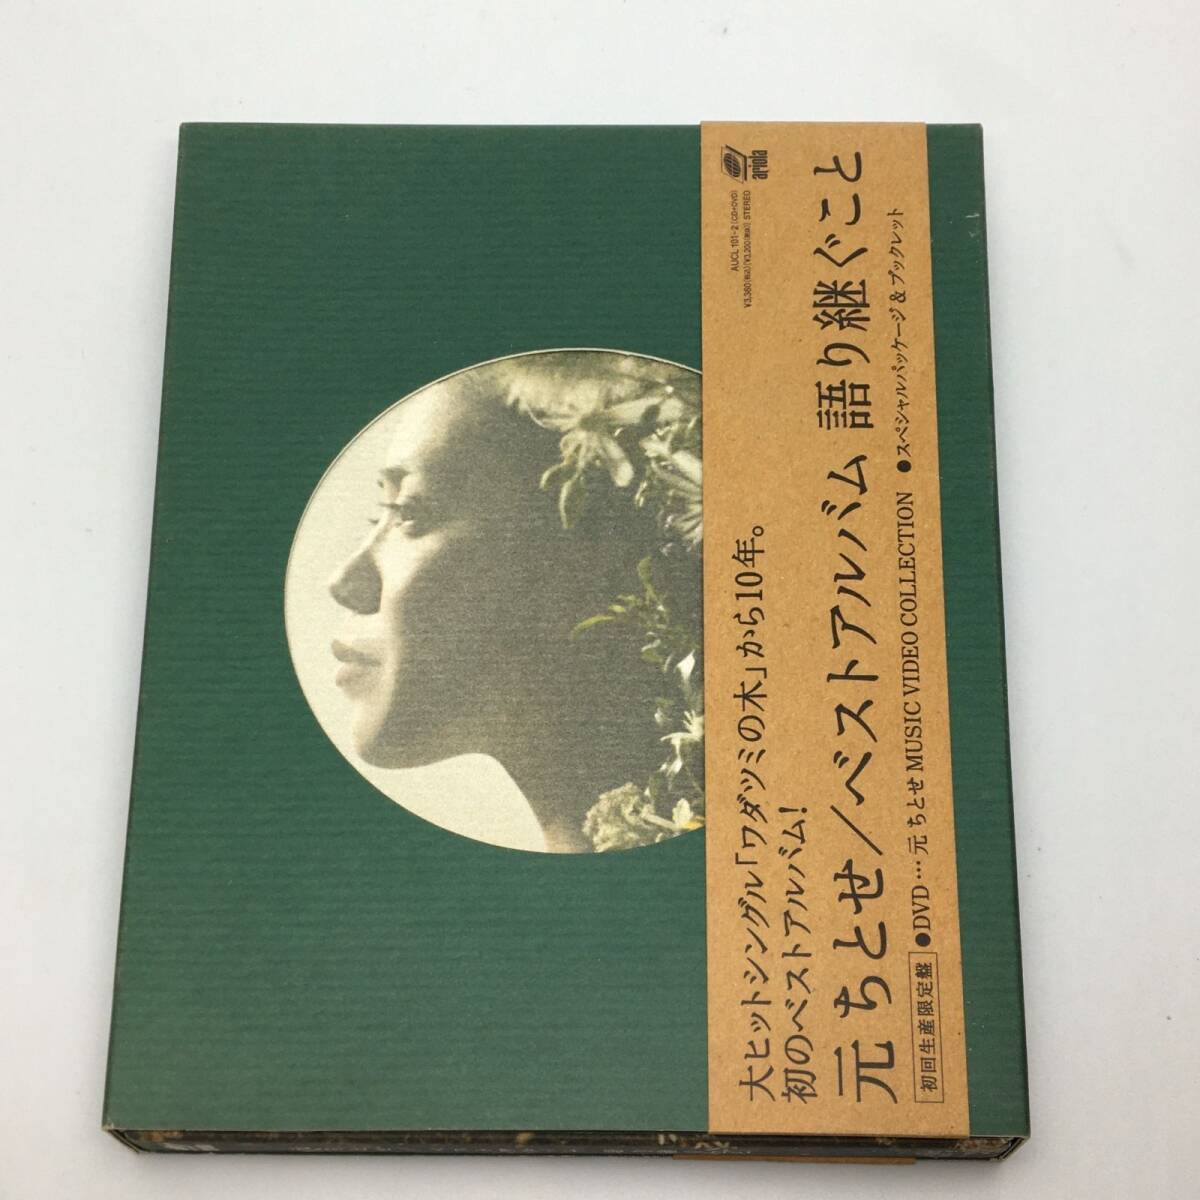 大ヒットシングル「ワダツミの木」から10年。
初のベストアルバム!
元 ちとせ/ベストアルバム 語り継ぐこと
初回生産限定盤 ●DVD…元 ちとせ MUSIC VIDEO COLLECTION ●スペシャルパッケージ & ブックレット
ariola
AUCL 101-2 (CD+DVD)
¥3,360(税込)(¥3,200(税抜)) STEREO